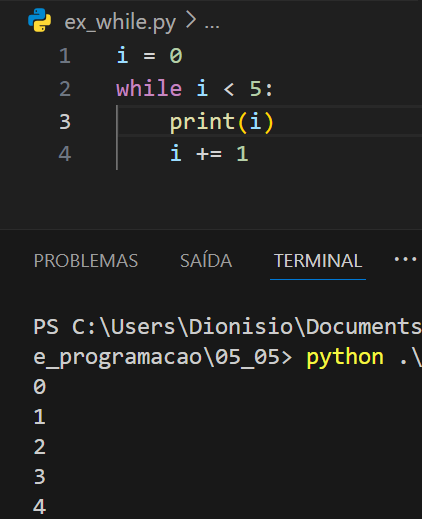 ex_while.py > ...
1 i = 0
2 while i < 5:
3     print(i)
4     i += 1
PROBLEMAS SAÍDA TERMINAL ...
PS C:\Users\Dionisio\Documents
e_programacao\05_05> python .\
0
1
2
3
4